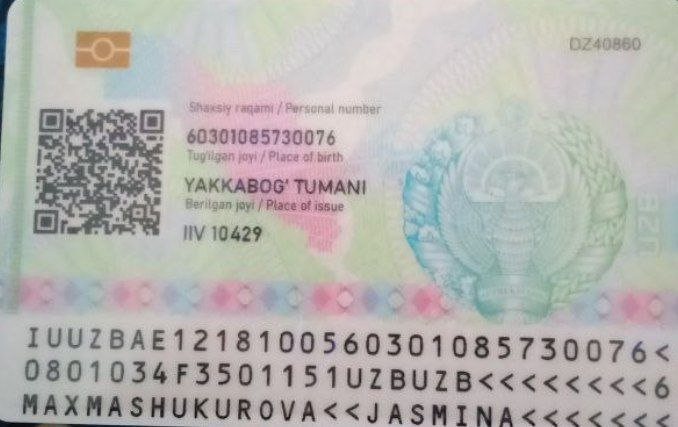 DZ40860
Shaxsiy raqami / Personal number
60301085730076
Tug'ilgan joyi / Place of birth
YAKKABOG' TUMANI
Berilgan joyi / Place of issue
IIV 10429
UZB
IUUZBAE1218100560301085730076<
0801034F3501151UZBUZB<<<<<<<<6
MAXMASHUKUROVA<<JASMINA<<<<<<<